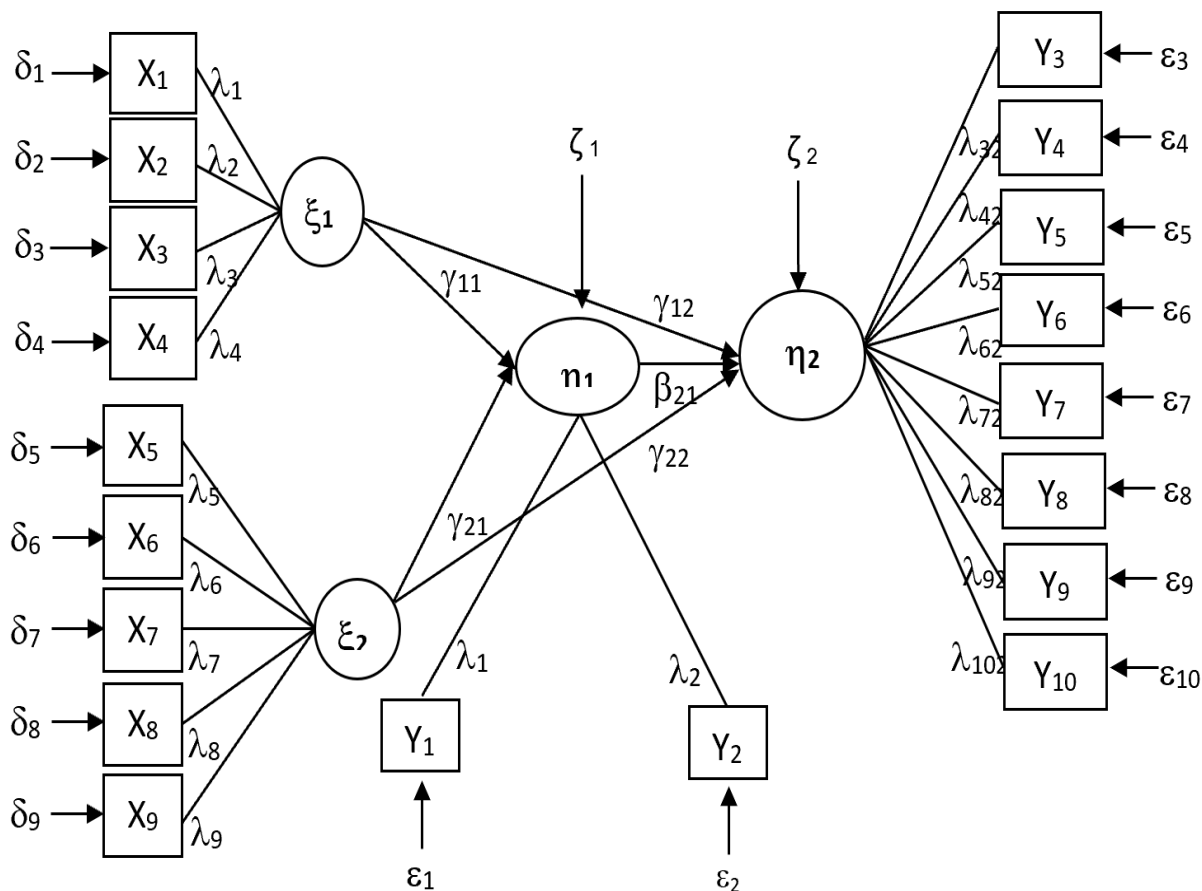 δ₁
X₁
λ₁
δ₂
X₂
λ₂
δ₃
X₃
λ₃
δ₄
X₄
λ₄
ξ₁
δ₅
X₅
λ₅
δ₆
X₆
λ₆
δ₇
X₇
λ₇
δ₈
X₈
λ₈
δ₉
X₉
λ₉
ξ₂
ζ₁
γ₁₁
γ₁₂
η₁
β₂₁
γ₂₂
γ₂₁
λ₁
λ₂
Y₁
Y₂
ε₁
ε₂
ζ₂
η₂
Y₃
ε₃
λ₃₂
Y₄
ε₄
λ₄₂
Y₅
ε₅
λ₅₂
Y₆
ε₆
λ₆₂
Y₇
ε₇
λ₇₂
Y₈
ε₈
λ₈₂
Y₉
ε₉
λ₉₂
Y₁₀
ε₁₀
λ₁₀₂